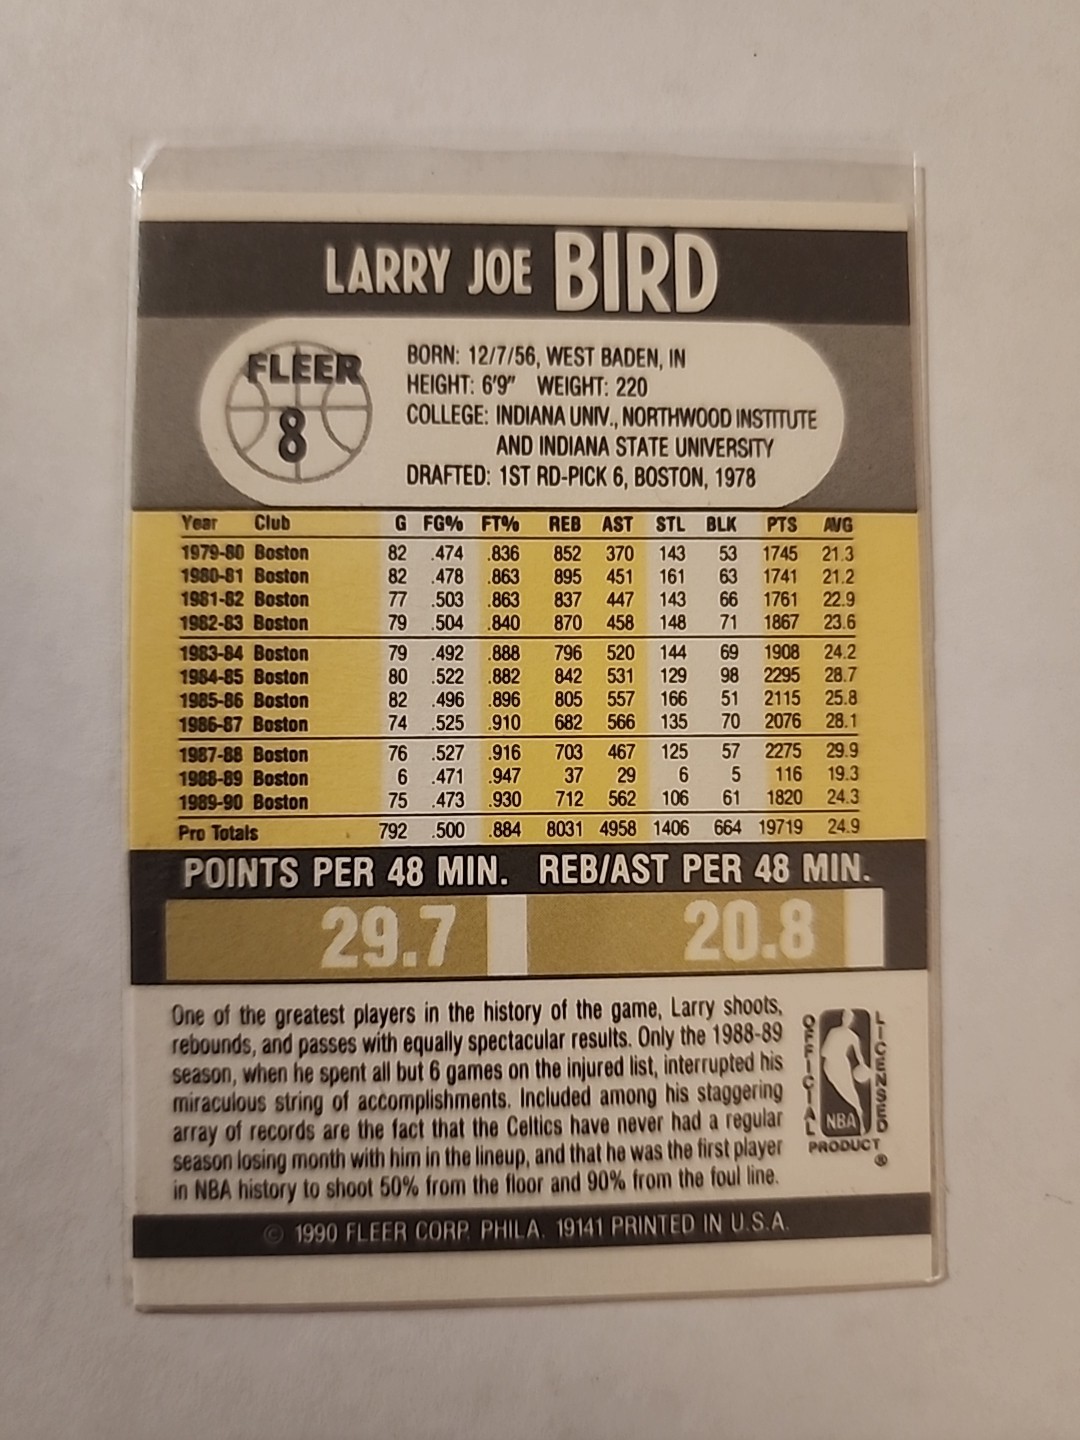 LARRY JOE BIRD
FLEER
8
BORN: 12/7/56, WEST BADEN, IN
HEIGHT: 6'9" WEIGHT: 220
COLLEGE: INDIANA UNIV., NORTHWOOD INSTITUTE
AND INDIANA STATE UNIVERSITY
DRAFTED: 1ST RD-PICK 6, BOSTON, 1978
Year Club G FG% FT% REB AST STL BLK PTS AVG
1979-80 Boston 82 .474 .836 852 370 143 53 1745 21.3
1980-81 Boston 82 .478 .863 895 451 161 63 1741 21.2
1981-82 Boston 77 .503 .863 837 447 143 66 1761 22.9
1982-83 Boston 79 .504 .840 870 458 148 71 1867 23.6
1983-84 Boston 79 .492 .888 796 520 144 69 1908 24.2
1984-85 Boston 80 .522 .882 842 531 129 98 2295 28.7
1985-86 Boston 82 .496 .896 805 557 166 51 2115 25.8
1986-87 Boston 74 .525 .910 682 566 135 70 2076 28.1
1987-88 Boston 76 .527 .916 703 467 125 57 2275 29.9
1988-89 Boston 6 .471 .947 37 29 6 5 116 19.3
1989-90 Boston 75 .473 .930 712 562 106 61 1820 24.3
Pro Totals 792 .500 .884 8031 4958 1406 664 19719 24.9
POINTS PER 48 MIN. REB/AST PER 48 MIN.
29.7 20.8
One of the greatest players in the history of the game, Larry shoots,
rebounds, and passes with equally spectacular results. Only the 1988-89
season, when he spent all but 6 games on the injured list, interrupted his
miraculous string of accomplishments. Included among his staggering
array of records are the fact that the Celtics have never had a regular
season losing month with him in the lineup, and that he was the first player
in NBA history to shoot 50% from the floor and 90% from the foul line.
OFFICIAL
LICENSED
NBA
PRODUCT
®
© 1990 FLEER CORP. PHILA. 19141 PRINTED IN U.S.A.